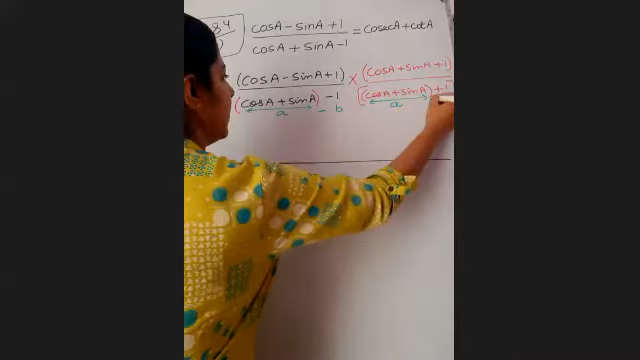 84
cosA - sinA + 1 / cosA + sinA - 1 = cosecA + cotA
(cosA - sinA + 1) / (cosA + sinA) - 1 × (cosA + sinA + 1) / (cosA + sinA) + 1
a - b a